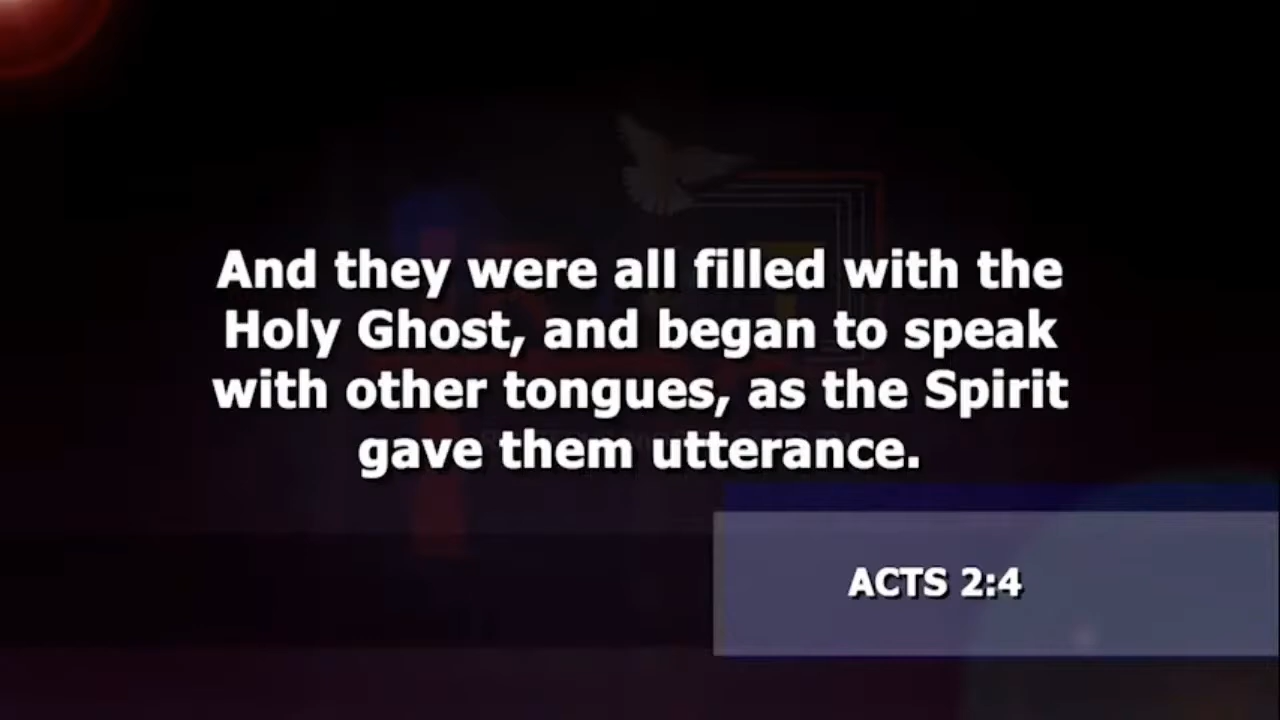 And they were all filled with the
Holy Ghost, and began to speak
with other tongues, as the Spirit
gave them utterance.
ACTS 2:4